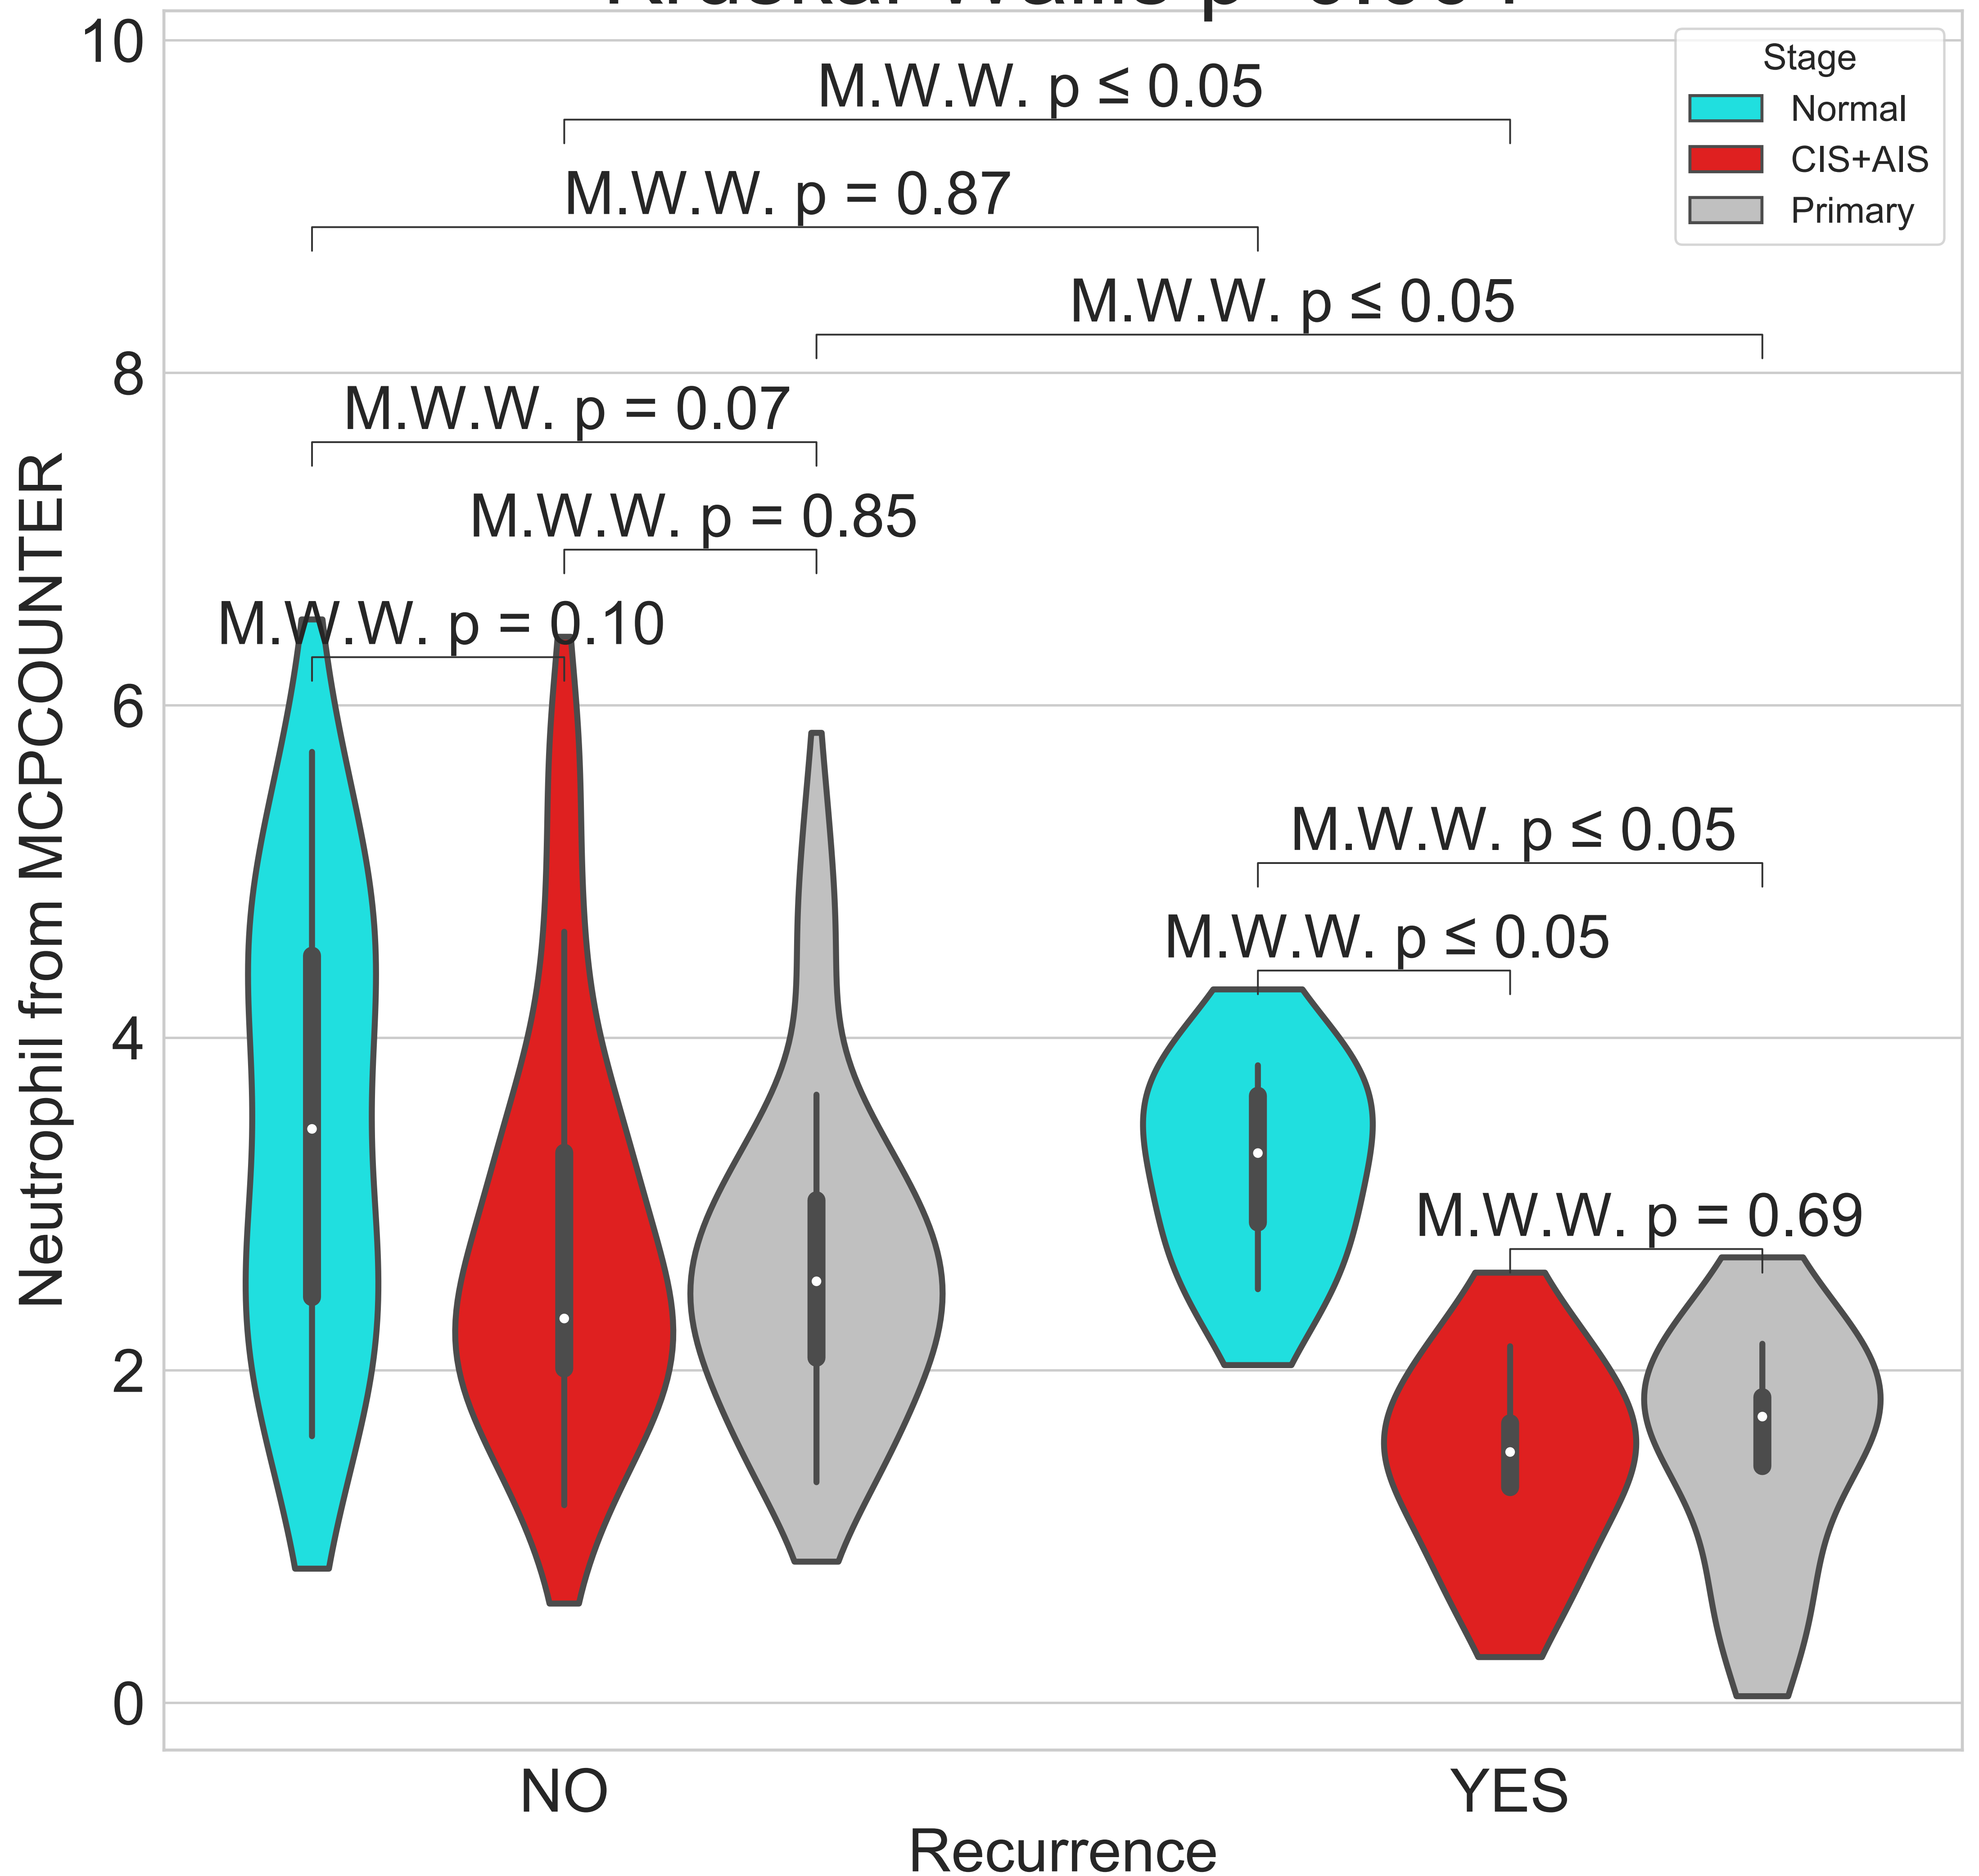 10
8
6
4
2
0
Neutrophil from MCPCOUNTER
Stage
Normal
CIS+AIS
Primary
M.W.W. p ≤ 0.05
M.W.W. p = 0.87
M.W.W. p ≤ 0.05
M.W.W. p = 0.07
M.W.W. p = 0.85
M.W.W. p = 0.10
M.W.W. p ≤ 0.05
M.W.W. p ≤ 0.05
M.W.W. p = 0.69
NO
YES
Recurrence